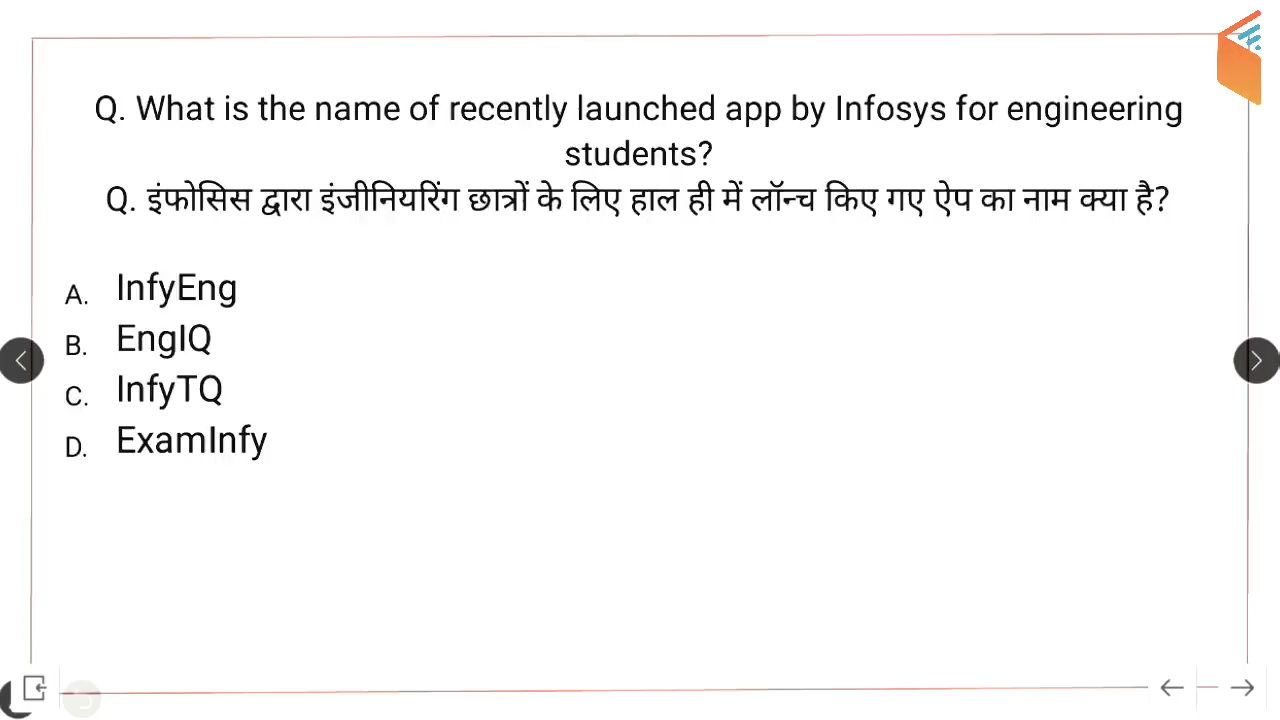 Q. What is the name of recently launched app by Infosys for engineering
students?
Q. इंफोसिस द्वारा इंजीनियरिंग छात्रों के लिए हाल ही में लॉन्च किए गए ऐप का नाम क्या है?
A. InfyEng
B. EngIQ
C. InfyTQ
D. ExamInfy